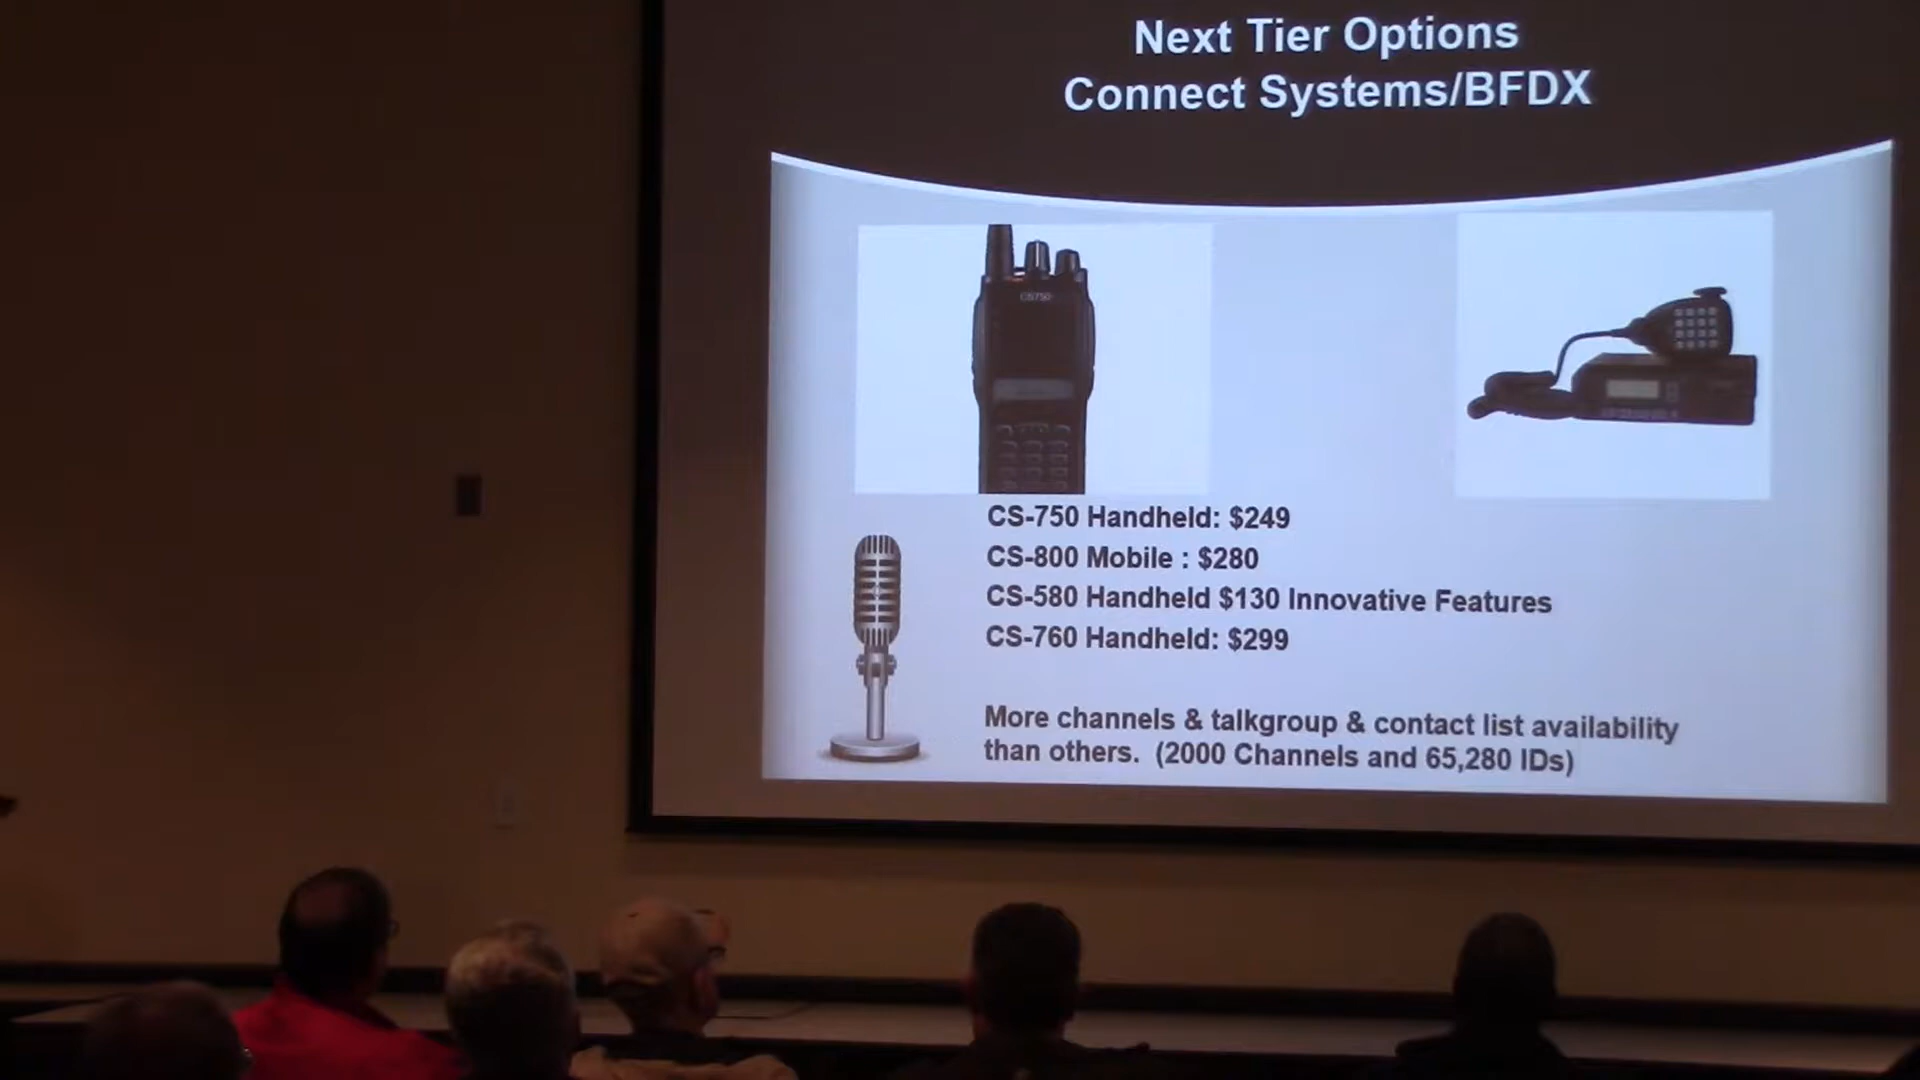 Next Tier Options
Connect Systems/BFDX
CS750
CS-750 Handheld: $249
CS-800 Mobile : $280
CS-580 Handheld $130 Innovative Features
CS-760 Handheld: $299
More channels & talkgroup & contact list availability
than others. (2000 Channels and 65,280 IDs)